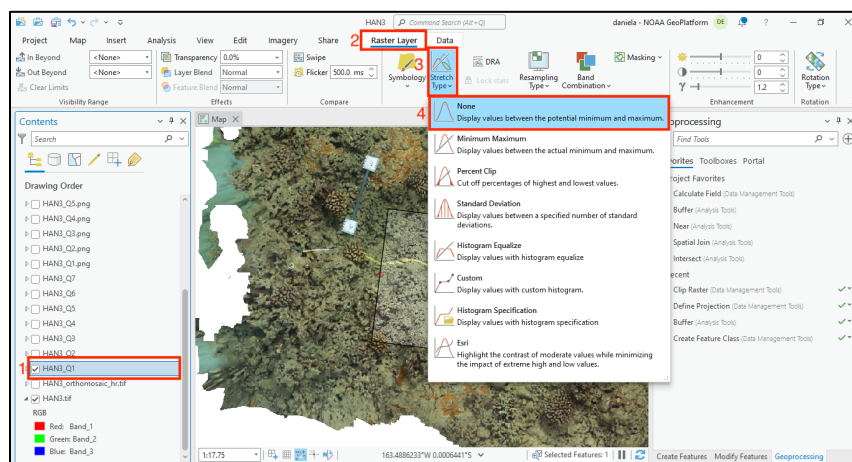 HAN3
Command Search (Alt+Q)
daniela - NOAA GeoPlatform
DE
?
Project
Map
Insert
Analysis
View
Edit
Imagery
Share
2
Raster Layer
Data
In Beyond
<None>
Out Beyond
<None>
Clear Limits
Visibility Range
Transparency
0.0%
Layer Blend
Normal
Feature Blend
Normal
Effects
Swipe
Flicker
500.0 ms
Compare
3
Symbology
Stretch
Type
DRA
Lock stats
Resampling
Type
Band
Combination
Masking
0
0
1.2
Enhancement
Rotation
Type
Rotation
Contents
Search
Drawing Order
HAN3_Q5.png
HAN3_Q4.png
HAN3_Q3.png
HAN3_Q2.png
HAN3_Q1.png
HAN3_Q7
HAN3_Q6
HAN3_Q5
HAN3_Q4
HAN3_Q3
HAN3_Q2
1
HAN3_Q1
HAN3_orthomosaic_hr.tif
HAN3.tif
RGB
Red: Band_1
Green: Band_2
Blue: Band_3
Map
4
None
Display values between the potential minimum and maximum.
Minimum Maximum
Display values between the actual minimum and maximum.
Percent Clip
Cut off percentages of highest and lowest values.
Standard Deviation
Display values between a specified number of standard
deviations.
Histogram Equalize
Display values with histogram equalize
Custom
Display values with custom histogram.
Histogram Specification
Display values with histogram specification
Esri
Highlight the contrast of moderate values while minimizing
the impact of extreme high and low values.
1:17.75
163.4886233°W 0.0006441°S
Selected Features: 1
oprocessing
Find Tools
vorites
Toolboxes
Portal
roject Favorites
Calculate Field (Data Management Tools)
Buffer (Analysis Tools)
Near (Analysis Tools)
Spatial Join (Analysis Tools)
Intersect (Analysis Tools)
ecent
Clip Raster (Data Management Tools)
Define Projection (Data Management Tools)
Buffer (Analysis Tools)
Create Feature Class (Data Management Tools)
Create Features
Modify Features
Geoprocessing